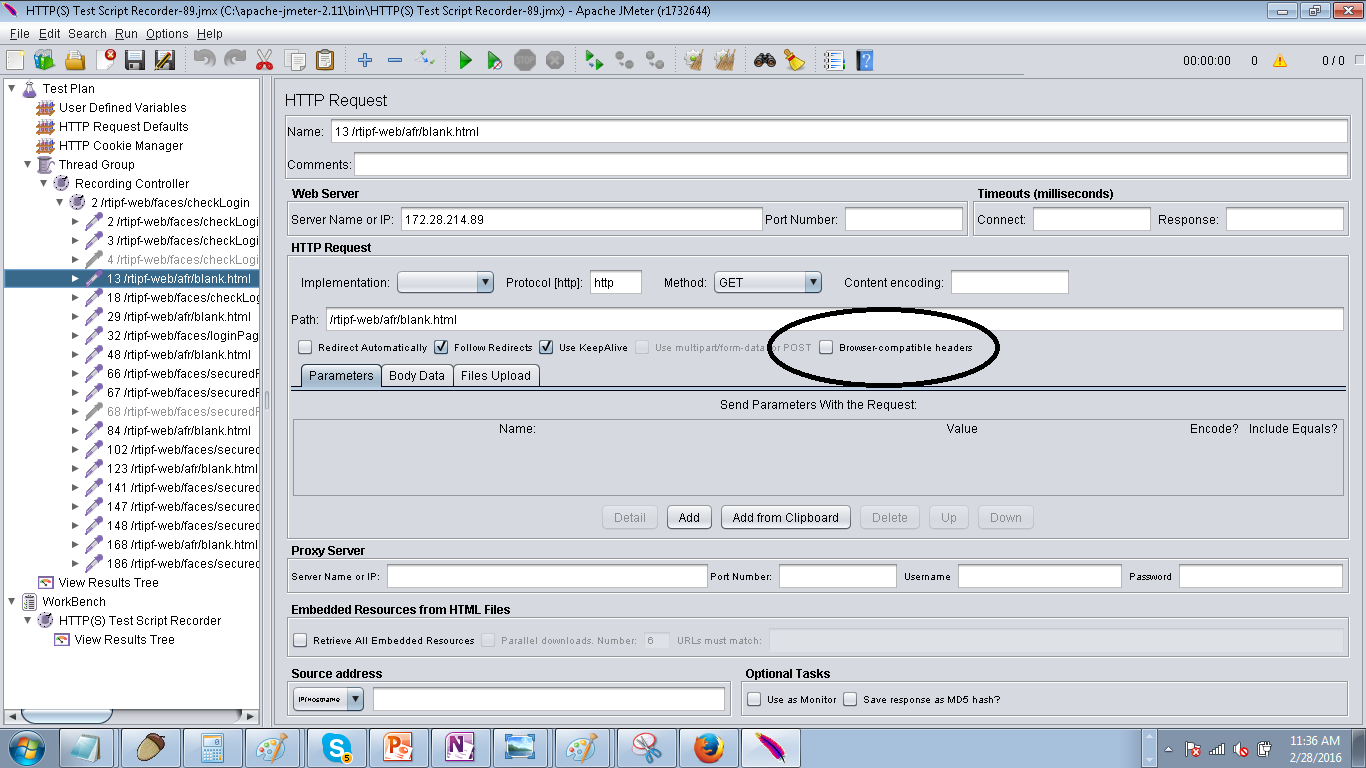 HTTP(S) Test Script Recorder-89.jmx (C:\apache-jmeter-2.11\bin\HTTP(S) Test Script Recorder-89.jmx) - Apache JMeter (r1732644)
File Edit Search Run Options Help
00:00:00 0 0 / 0
Test Plan
User Defined Variables
HTTP Request Defaults
HTTP Cookie Manager
Thread Group
Recording Controller
2 /rtipf-web/faces/checkLogin
2 /rtipf-web/faces/checkLogi
3 /rtipf-web/faces/checkLogi
4 /rtipf-web/faces/checkLogi
13 /rtipf-web/afr/blank.html
18 /rtipf-web/faces/checkLog
29 /rtipf-web/afr/blank.html
32 /rtipf-web/faces/loginPag
48 /rtipf-web/afr/blank.html
66 /rtipf-web/faces/securedF
67 /rtipf-web/faces/securedF
68 /rtipf-web/faces/securedF
84 /rtipf-web/afr/blank.html
102 /rtipf-web/faces/secured
123 /rtipf-web/afr/blank.html
141 /rtipf-web/faces/secured
147 /rtipf-web/faces/secured
148 /rtipf-web/faces/secured
168 /rtipf-web/afr/blank.html
186 /rtipf-web/faces/secured
View Results Tree
WorkBench
HTTP(S) Test Script Recorder
View Results Tree
HTTP Request
Name: 13 /rtipf-web/afr/blank.html
Comments:
Web Server
Server Name or IP: 172.28.214.89 Port Number:
Timeouts (milliseconds)
Connect: Response:
HTTP Request
Implementation: Protocol [http]: http Method: GET Content encoding:
Path: /rtipf-web/afr/blank.html
Redirect Automatically Follow Redirects Use KeepAlive Use multipart/form-data for POST Browser-compatible headers
Parameters Body Data Files Upload
Send Parameters With the Request:
Name: Value Encode? Include Equals?
Detail Add Add from Clipboard Delete Up Down
Proxy Server
Server Name or IP: Port Number: Username Password
Embedded Resources from HTML Files
Retrieve All Embedded Resources Parallel downloads. Number: 6 URLs must match:
Source address
IP/Hostname
Optional Tasks
Use as Monitor Save response as MD5 hash?
5
11:36 AM
2/28/2016